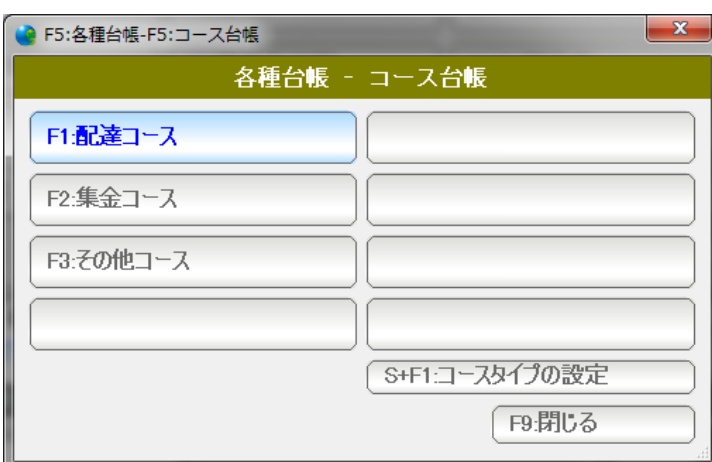 F5:各種台帳-F5:コース台帳
各種台帳 - コース台帳
F1:配達コース
F2:集金コース
F3:その他コース
S+F1:コースタイプの設定
F9:閉じる